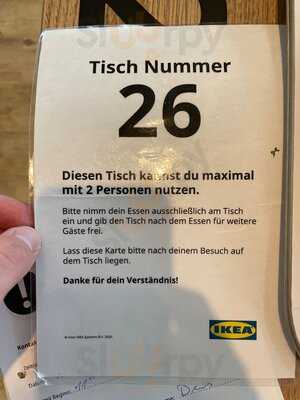 Sluurpy
Tisch Nummer
26
Diesen Tisch kannst du maximal
mit 2 Personen nutzen.
Bitte nimm dein Essen ausschließlich am Tisch
ein und gib den Tisch nach dem Essen für weitere
Gäste frei.
Lass diese Karte bitte nach deinem Besuch auf
dem Tisch liegen.
Danke für dein Verständnis!
IKEA
Sluurpy